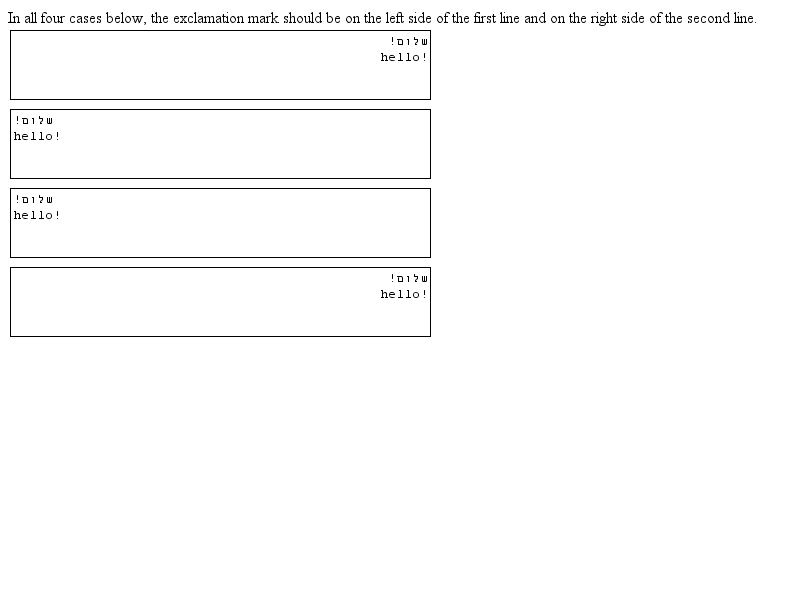 In all four cases below, the exclamation mark should be on the left side of the first line and on the right side of the second line.
שלום!
hello!
שלום!
hello!
שלום!
hello!
שלום!
hello!